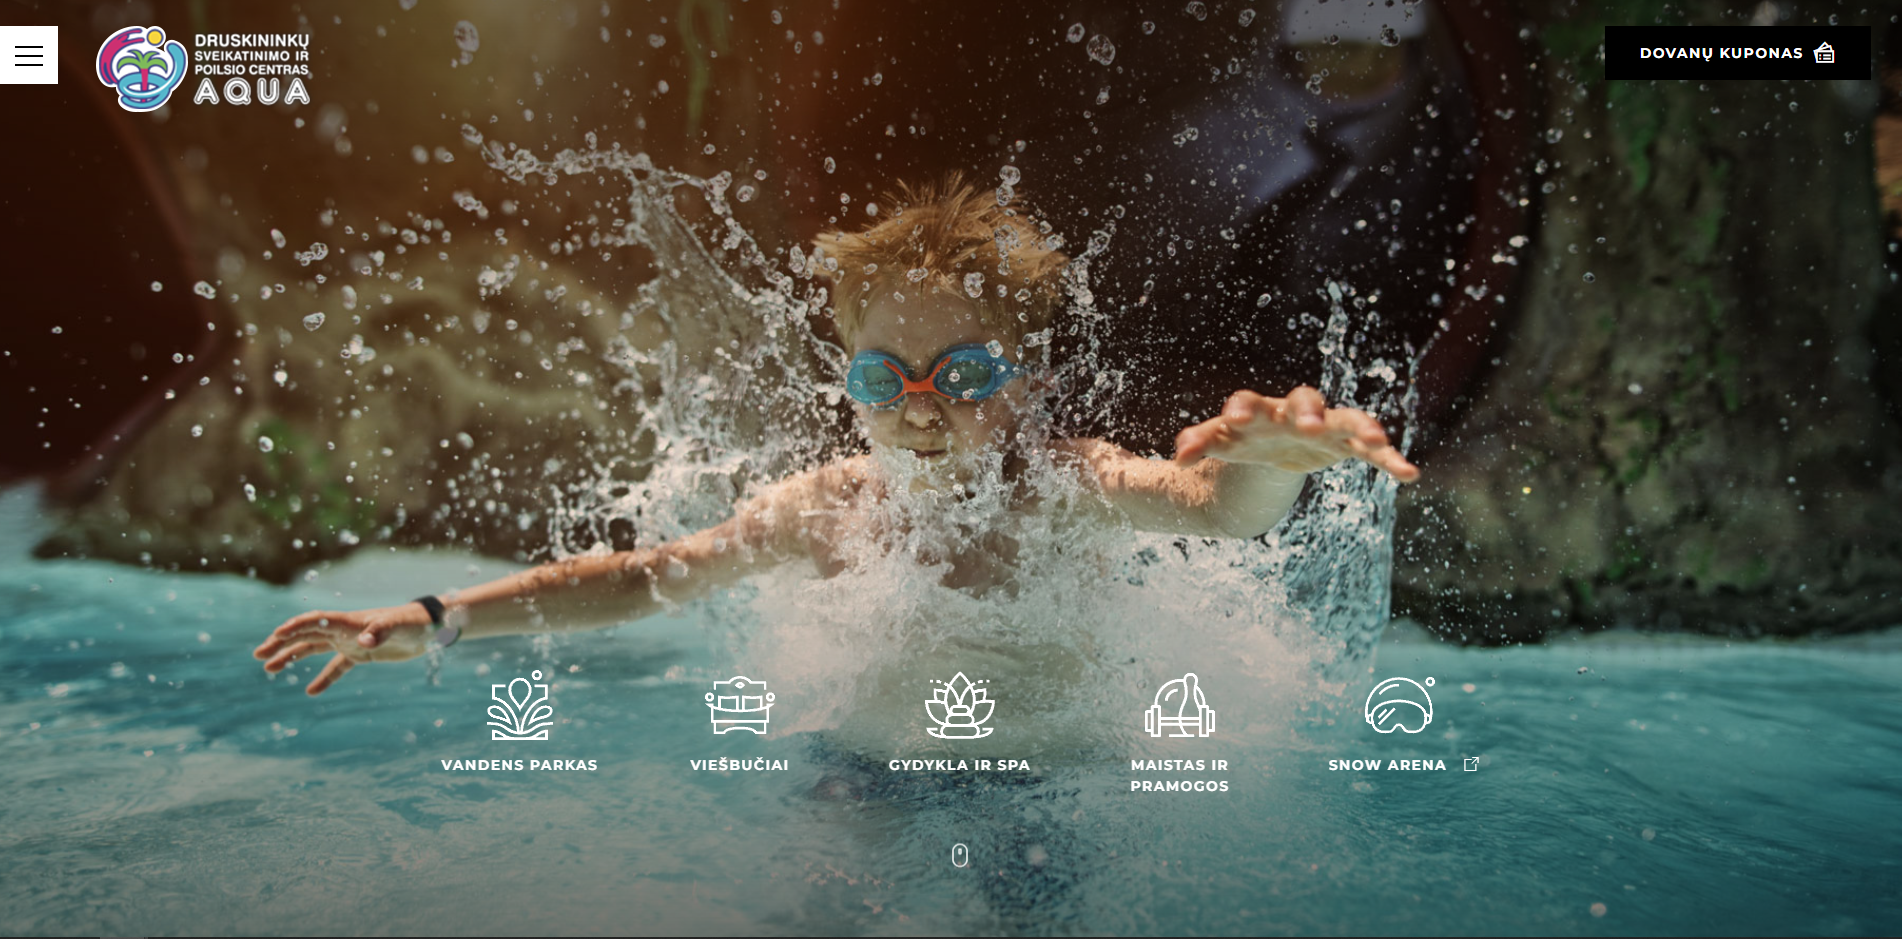 DRUSKININKŲ
SVEIKATINIMO IR
POILSIO CENTRAS
AQUA
DOVANŲ KUPONAS
VANDENS PARKAS
VIEŠBUČIAI
GYDYKLA IR SPA
MAISTAS IR
PRAMOGOS
SNOW ARENA